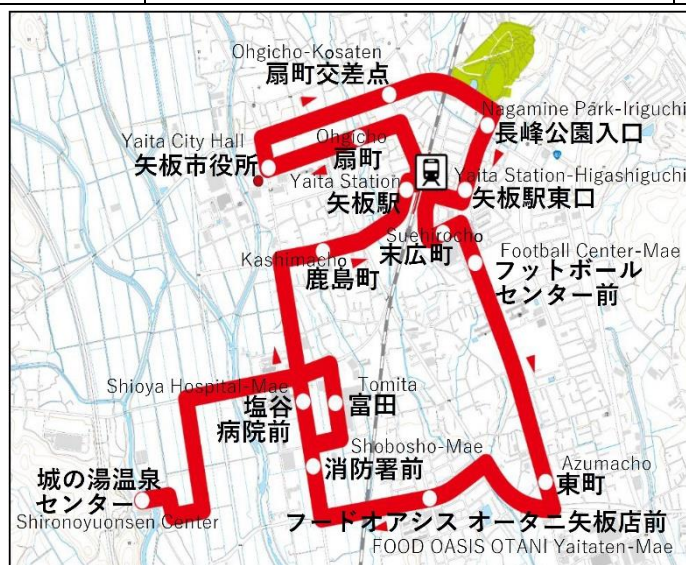 Ohgicho-Kosaten
扇町交差点
Nagamine Park-Iriguchi
長峰公園入口
Yaita City Hall
矢板市役所
Ohgicho
扇町
Yaita Station
矢板駅
Yaita Station-Higashiguchi
矢板駅東口
Suehirocho
末広町
Kashimacho
鹿島町
Football Center-Mae
フットボール
センター前
Shioya Hospital-Mae
塩谷
病院前
Tomita
富田
Shobosho-Mae
消防署前
Azumacho
東町
城の湯温泉
センター
Shironoyuonsen Center
フードオアシス オータニ矢板店前
FOOD OASIS OTANI Yaitaten-Mae